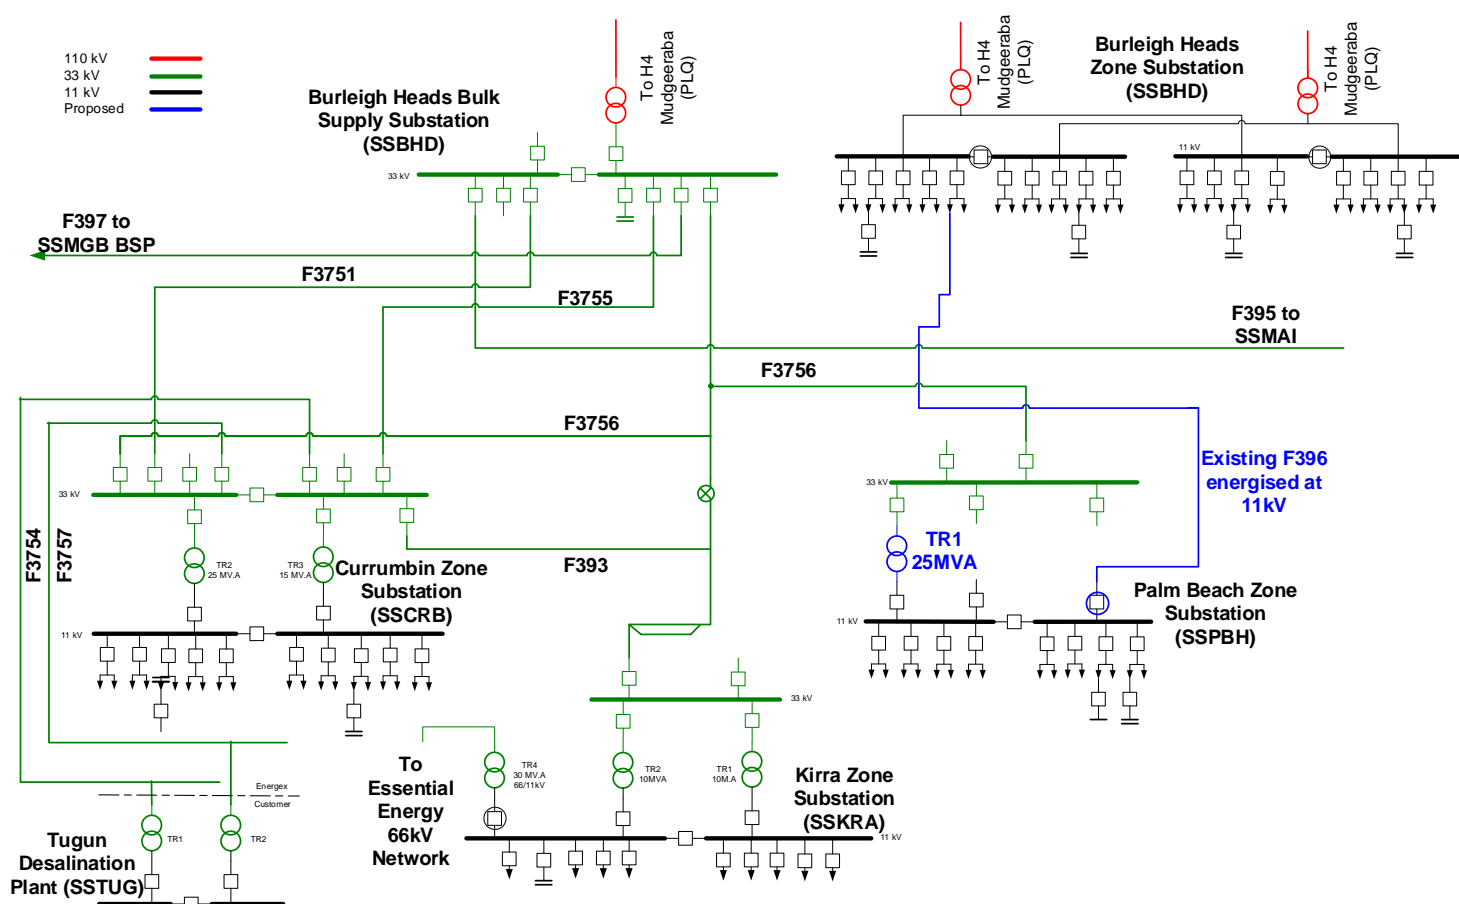 110 kV
33 kV
11 kV
Proposed
Burleigh Heads Bulk
Supply Substation
(SSBHD)
To H4
Mudgeeraba
(PLQ)
To H4
Mudgeeraba
(PLQ)
Burleigh Heads
Zone Substation
(SSBHD)
To H4
Mudgeeraba
(PLQ)
11 kV
33 kV
F397 to
SSMGB BSP
F3751
F3755
F395 to
SSMAI
F3756
F3756
Existing F396
energised at
11kV
33 kV
33 kV
F3754
F3757
TR2
25 MV.A
TR3
15 MV.A
Currumbin Zone
Substation
(SSCRB)
F393
TR1
25MVA
Palm Beach Zone
Substation
(SSPBH)
11 kV
11 kV
33 kV
To
Essential
Energy
66kV
Network
TR4
30 MV.A
66/11kV
TR2
10MVA
TR1
10M.A
Kirra Zone
Substation
(SSKRA)
11 kV
Energex
Customer
Tugun
Desalination
Plant (SSTUG)
TR1
TR2